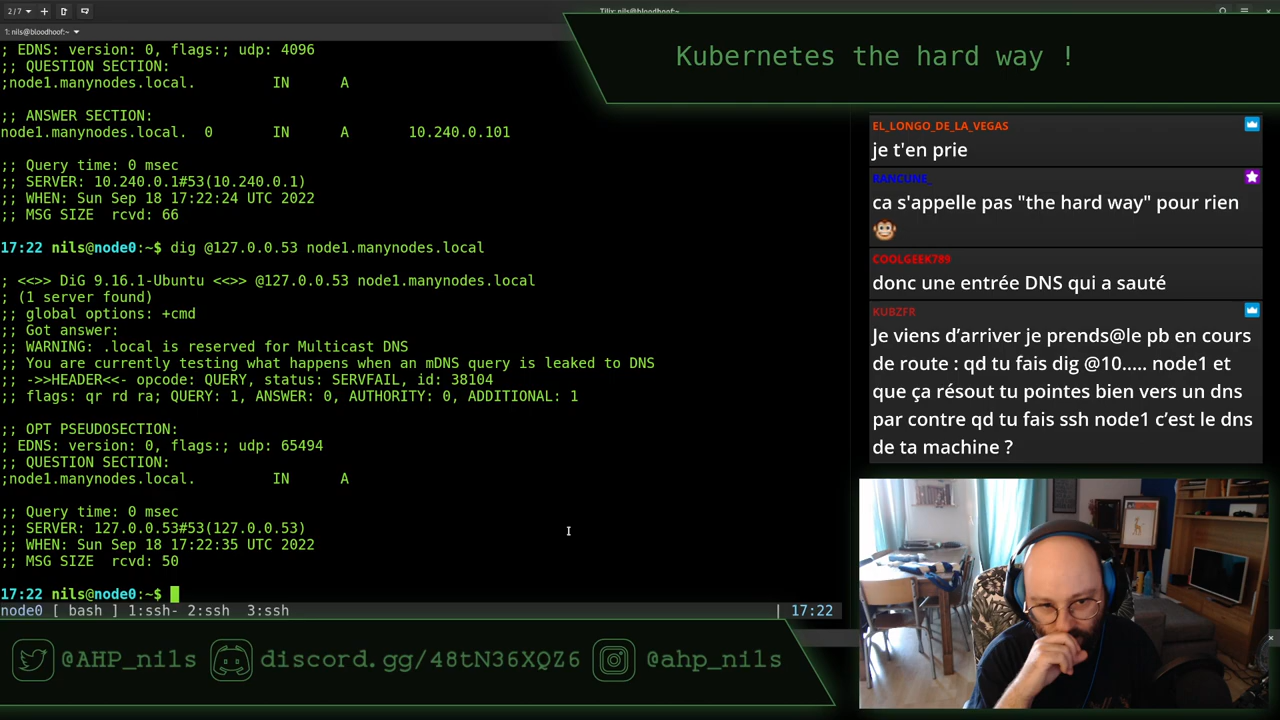 2/7
Tilix: nils@bloodhoof:~
1: nils@bloodhoof:~
; EDNS: version: 0, flags:; udp: 4096
;; QUESTION SECTION:
;node1.manynodes.local. IN A
;; ANSWER SECTION:
node1.manynodes.local. 0 IN A 10.240.0.101
;; Query time: 0 msec
;; SERVER: 10.240.0.1#53(10.240.0.1)
;; WHEN: Sun Sep 18 17:22:24 UTC 2022
;; MSG SIZE rcvd: 66
17:22 nils@node0:~$ dig @127.0.0.53 node1.manynodes.local
; <<>> DiG 9.16.1-Ubuntu <<>> @127.0.0.53 node1.manynodes.local
; (1 server found)
;; global options: +cmd
;; Got answer:
;; WARNING: .local is reserved for Multicast DNS
;; You are currently testing what happens when an mDNS query is leaked to DNS
;; ->>HEADER<<- opcode: QUERY, status: SERVFAIL, id: 38104
;; flags: qr rd ra; QUERY: 1, ANSWER: 0, AUTHORITY: 0, ADDITIONAL: 1
;; OPT PSEUDOSECTION:
; EDNS: version: 0, flags:; udp: 65494
;; QUESTION SECTION:
;node1.manynodes.local. IN A
;; Query time: 0 msec
;; SERVER: 127.0.0.53#53(127.0.0.53)
;; WHEN: Sun Sep 18 17:22:35 UTC 2022
;; MSG SIZE rcvd: 50
17:22 nils@node0:~$
node0 [ bash ] 1:ssh- 2:ssh 3:ssh | 17:22
Kubernetes the hard way !
EL_LONGO_DE_LA_VEGAS
je t'en prie
RANCUNE_
ca s'appelle pas "the hard way" pour rien
COOLGEEK789
donc une entrée DNS qui a sauté
KUBZFR
Je viens d’arriver je prends@le pb en cours
de route : qd tu fais dig @10..... node1 et
que ça résout tu pointes bien vers un dns
par contre qd tu fais ssh node1 c’est le dns
de ta machine ?
@AHP_nils discord.gg/48tN36XQZ6 @ahp_nils